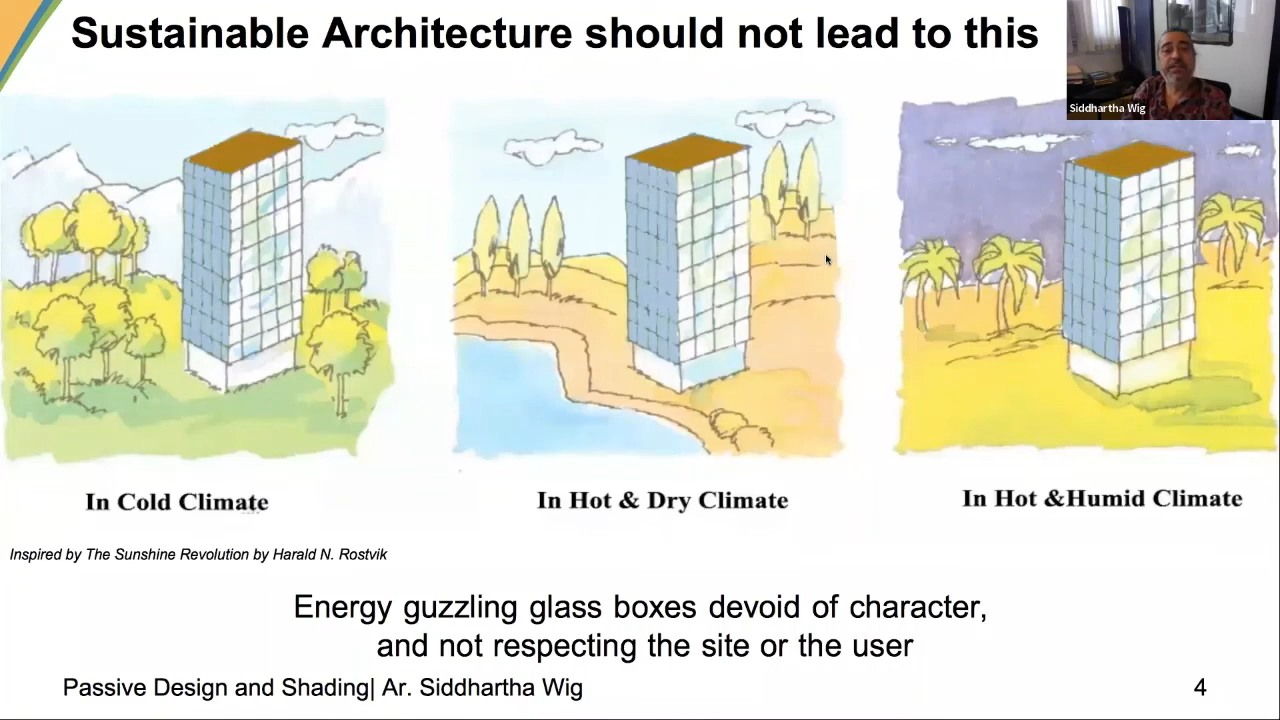 Sustainable Architecture should not lead to this
Siddhartha Wig
In Cold Climate
In Hot & Dry Climate
In Hot &Humid Climate
Inspired by The Sunshine Revolution by Harald N. Rostvik
Energy guzzling glass boxes devoid of character,
and not respecting the site or the user
Passive Design and Shading| Ar. Siddhartha Wig
4